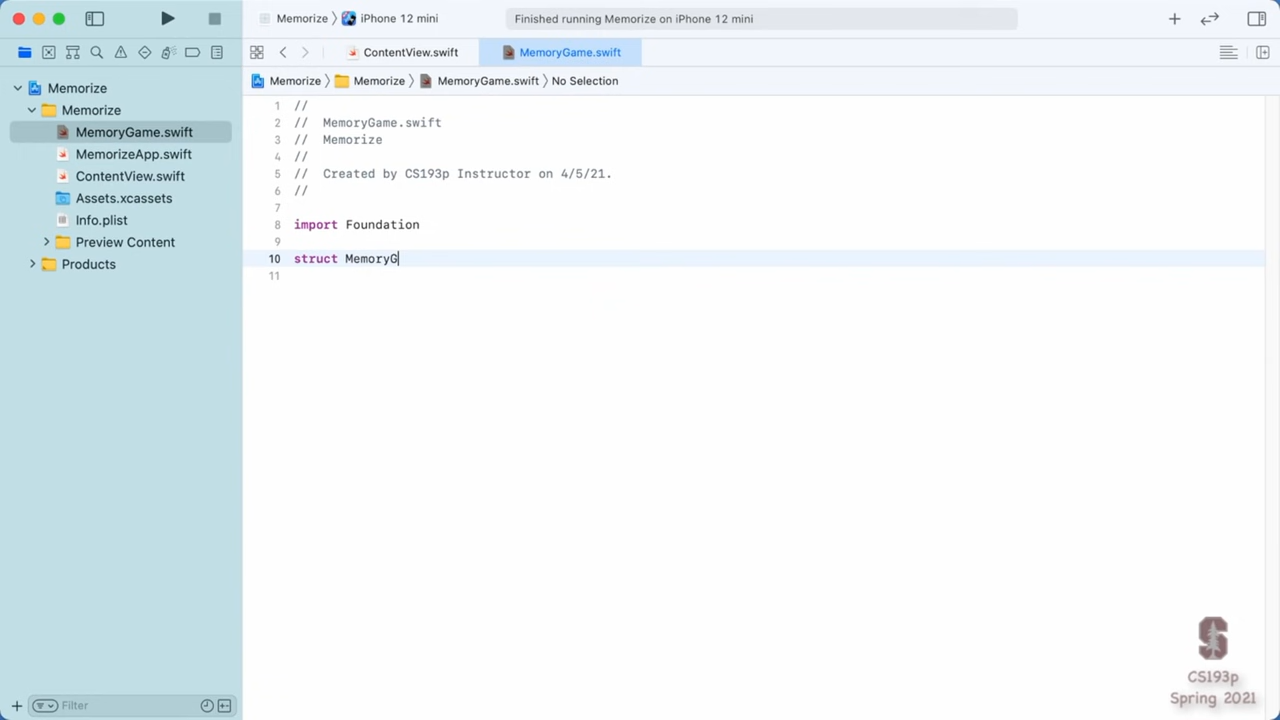 Memorize
iPhone 12 mini
Finished running Memorize on iPhone 12 mini
ContentView.swift
MemoryGame.swift
Memorize
Memorize
MemoryGame.swift
No Selection
Memorize
Memorize
MemoryGame.swift
MemorizeApp.swift
ContentView.swift
Assets.xcassets
Info.plist
Preview Content
Products
1 //
2 // MemoryGame.swift
3 // Memorize
4 //
5 // Created by CS193p Instructor on 4/5/21.
6 //
7
8 import Foundation
9
10 struct MemoryG
11
Filter
S
CS193p
Spring 2021